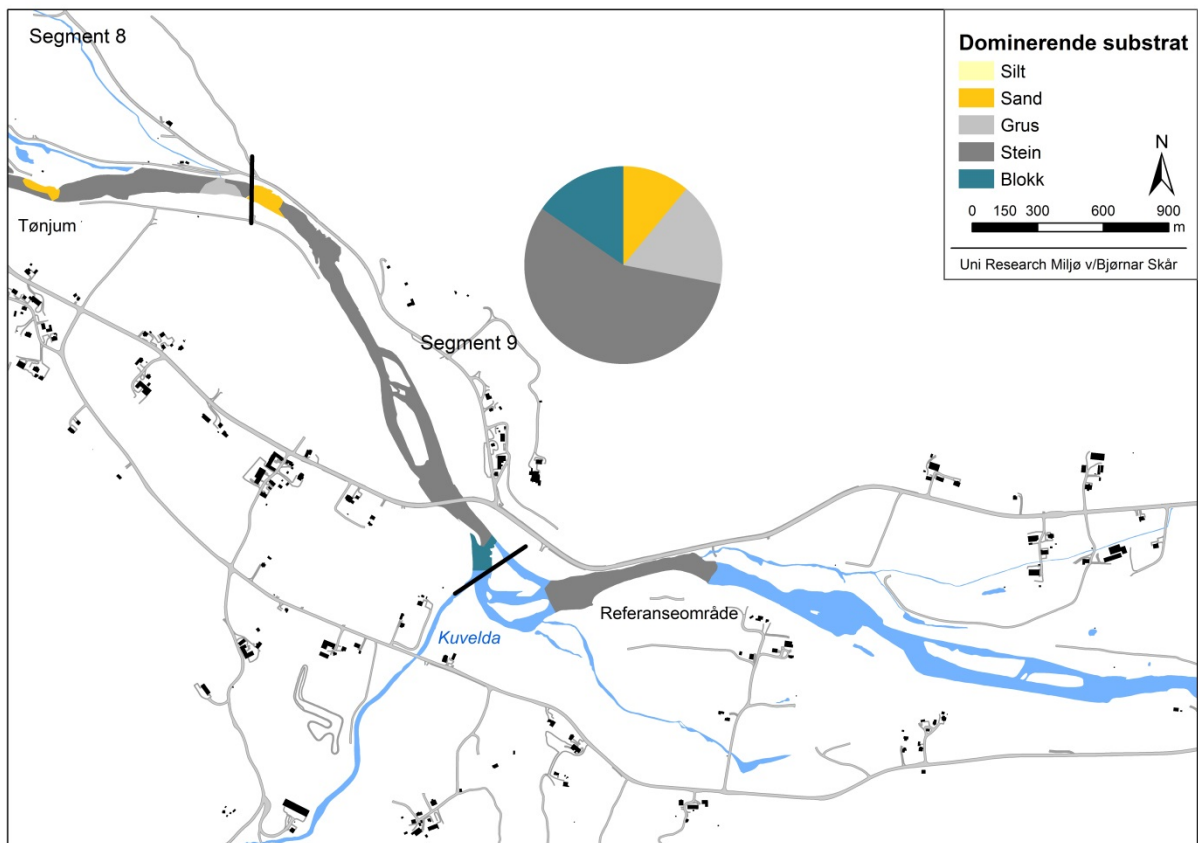 Segment 8
Dominerende substrat
Silt
Sand
Grus
Stein
Blokk
N
0 150 300 600 900
m
Uni Research Miljø v/Bjørnar Skår
Tønjum
Segment 9
Referanseområde
Kuvelda